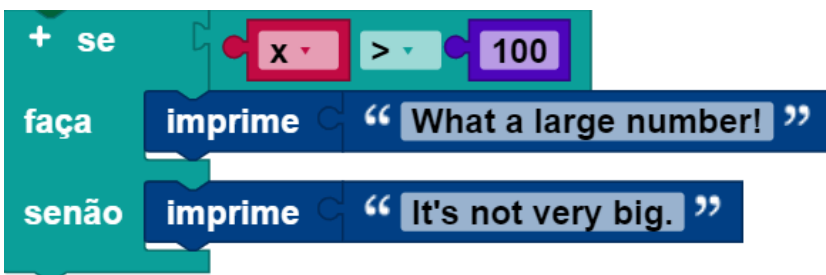 + se x > 100
faça imprime “ What a large number! ”
senão imprime “ It's not very big. ”